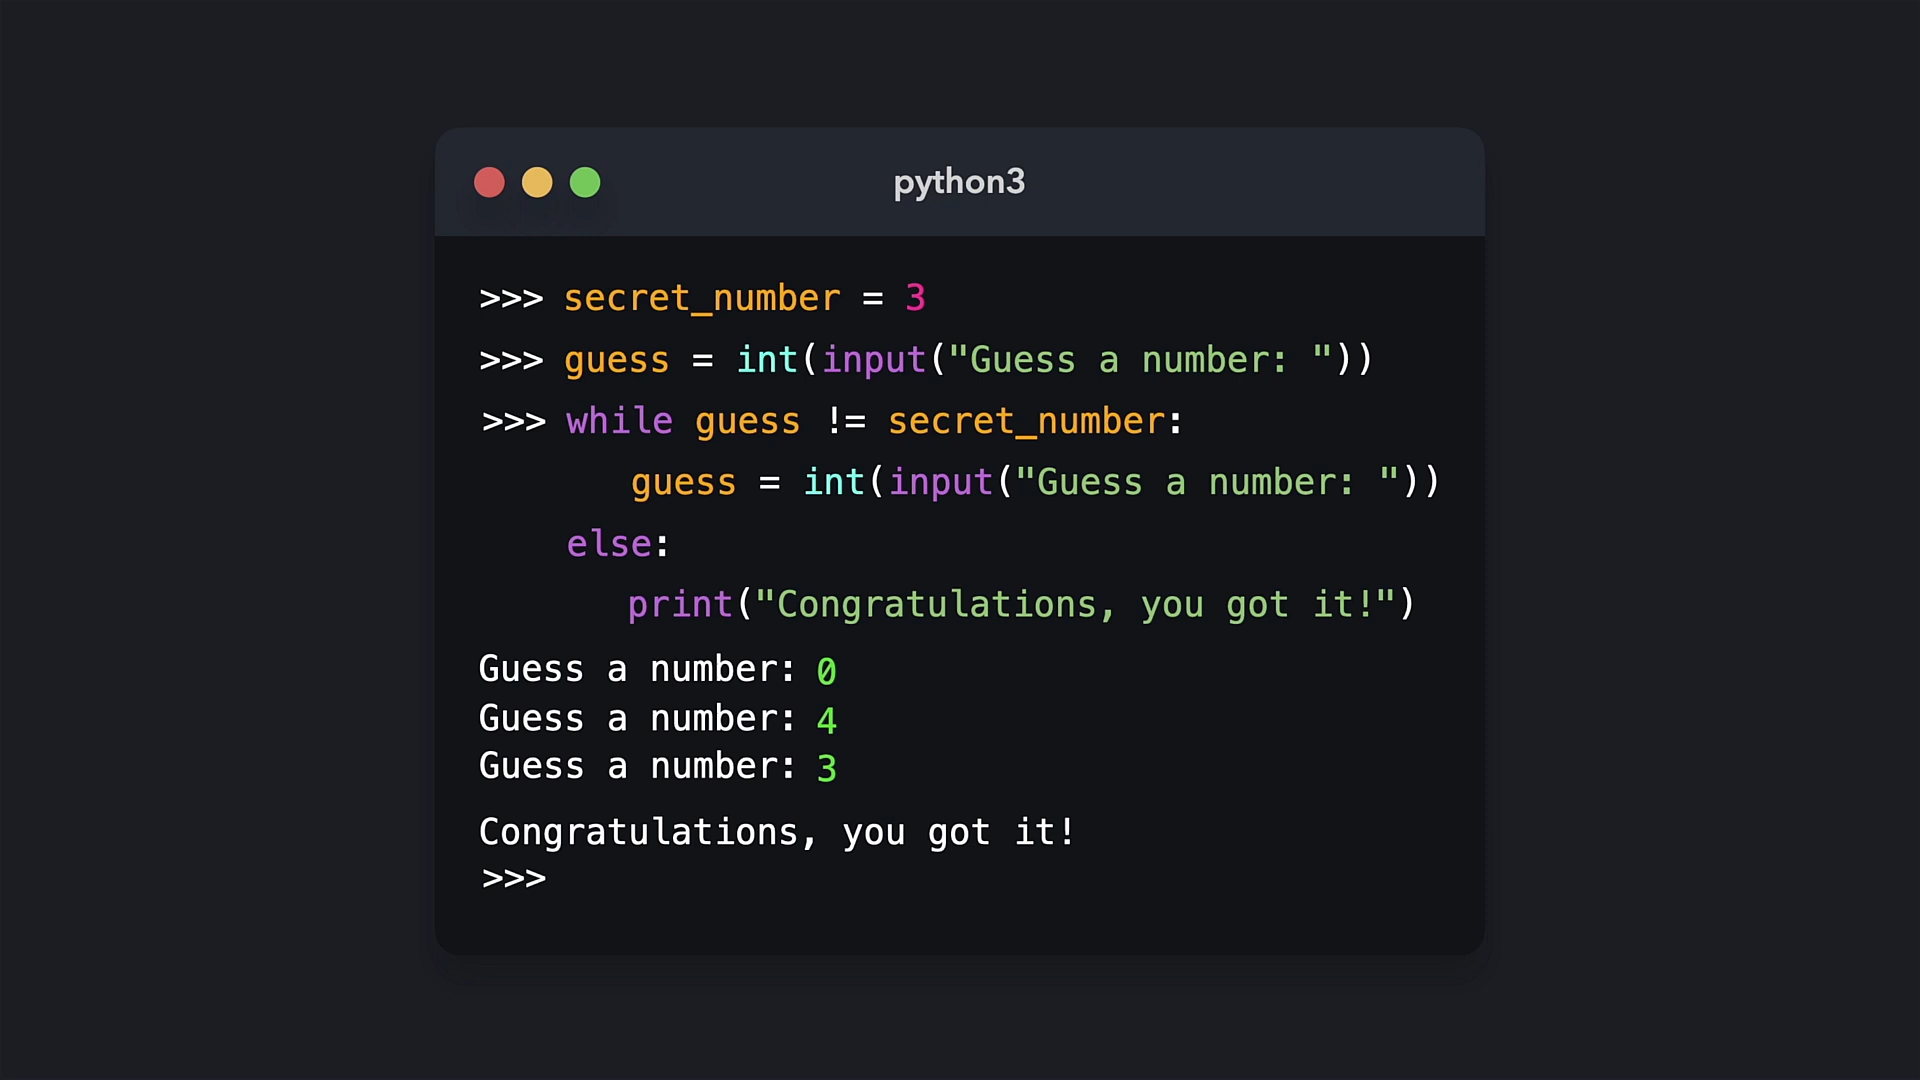 python3
>>> secret_number = 3
>>> guess = int(input("Guess a number: "))
>>> while guess != secret_number:
guess = int(input("Guess a number: "))
else:
print("Congratulations, you got it!")
Guess a number: 0
Guess a number: 4
Guess a number: 3
Congratulations, you got it!
>>>